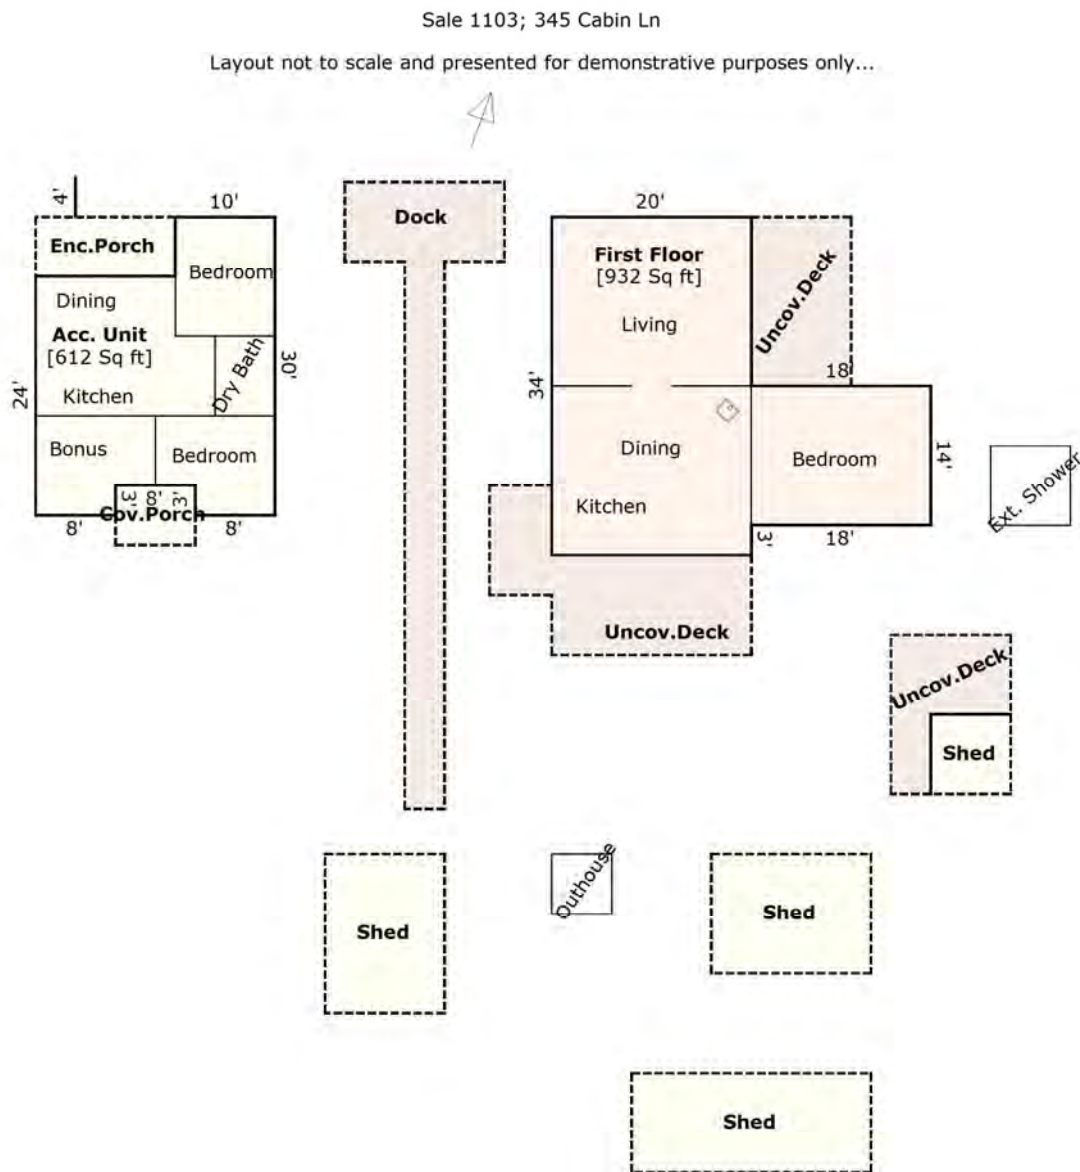 Sale 1103; 345 Cabin Ln
Layout not to scale and presented for demonstrative purposes only...
4'
10'
Enc.Porch
Bedroom
Dining
Acc. Unit
[612 Sq ft]
Kitchen
Dry Bath
30'
24'
Bonus
Bedroom
3'
8'
3'
Cov.Porch
8'
8'
Dock
20'
First Floor
[932 Sq ft]
Living
Uncov.Deck
34'
18'
Dining
Bedroom
14'
Kitchen
3'
18'
Ext. Shower
Uncov.Deck
Uncov.Deck
Shed
Shed
Outhouse
Shed
Shed